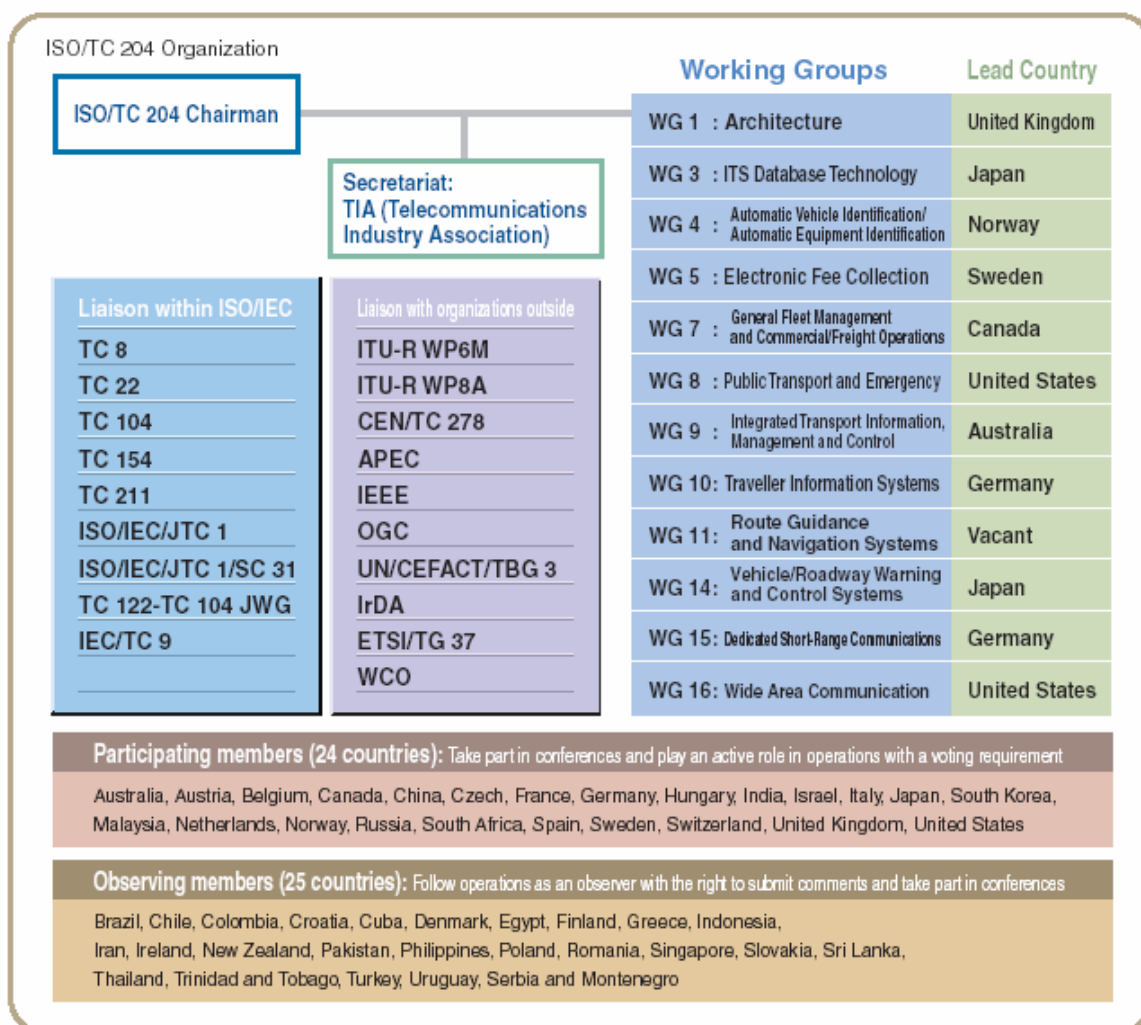 ISO/TC 204 Organization
ISO/TC 204 Chairman
Secretariat:
TIA (Telecommunications
Industry Association)
Working Groups Lead Country
WG 1 : Architecture United Kingdom
WG 3 : ITS Database Technology Japan
WG 4 : Automatic Vehicle Identification/
Automatic Equipment Identification Norway
WG 5 : Electronic Fee Collection Sweden
WG 7 : General Fleet Management
and Commercial/Freight Operations Canada
WG 8 : Public Transport and Emergency United States
WG 9 : Integrated Transport Information,
Management and Control Australia
WG 10: Traveller Information Systems Germany
WG 11: Route Guidance
and Navigation Systems Vacant
WG 14: Vehicle/Roadway Warning
and Control Systems Japan
WG 15: Dedicated Short-Range Communications Germany
WG 16: Wide Area Communication United States
Liaison within ISO/IEC
TC 8
TC 22
TC 104
TC 154
TC 211
ISO/IEC/JTC 1
ISO/IEC/JTC 1/SC 31
TC 122-TC 104 JWG
IEC/TC 9
Liaison with organizations outside
ITU-R WP6M
ITU-R WP8A
CEN/TC 278
APEC
IEEE
OGC
UN/CEFACT/TBG 3
IrDA
ETSI/TG 37
WCO
Participating members (24 countries): Take part in conferences and play an active role in operations with a voting requirement
Australia, Austria, Belgium, Canada, China, Czech, France, Germany, Hungary, India, Israel, Italy, Japan, South Korea,
Malaysia, Netherlands, Norway, Russia, South Africa, Spain, Sweden, Switzerland, United Kingdom, United States
Observing members (25 countries): Follow operations as an observer with the right to submit comments and take part in conferences
Brazil, Chile, Colombia, Croatia, Cuba, Denmark, Egypt, Finland, Greece, Indonesia,
Iran, Ireland, New Zealand, Pakistan, Philippines, Poland, Romania, Singapore, Slovakia, Sri Lanka,
Thailand, Trinidad and Tobago, Turkey, Uruguay, Serbia and Montenegro